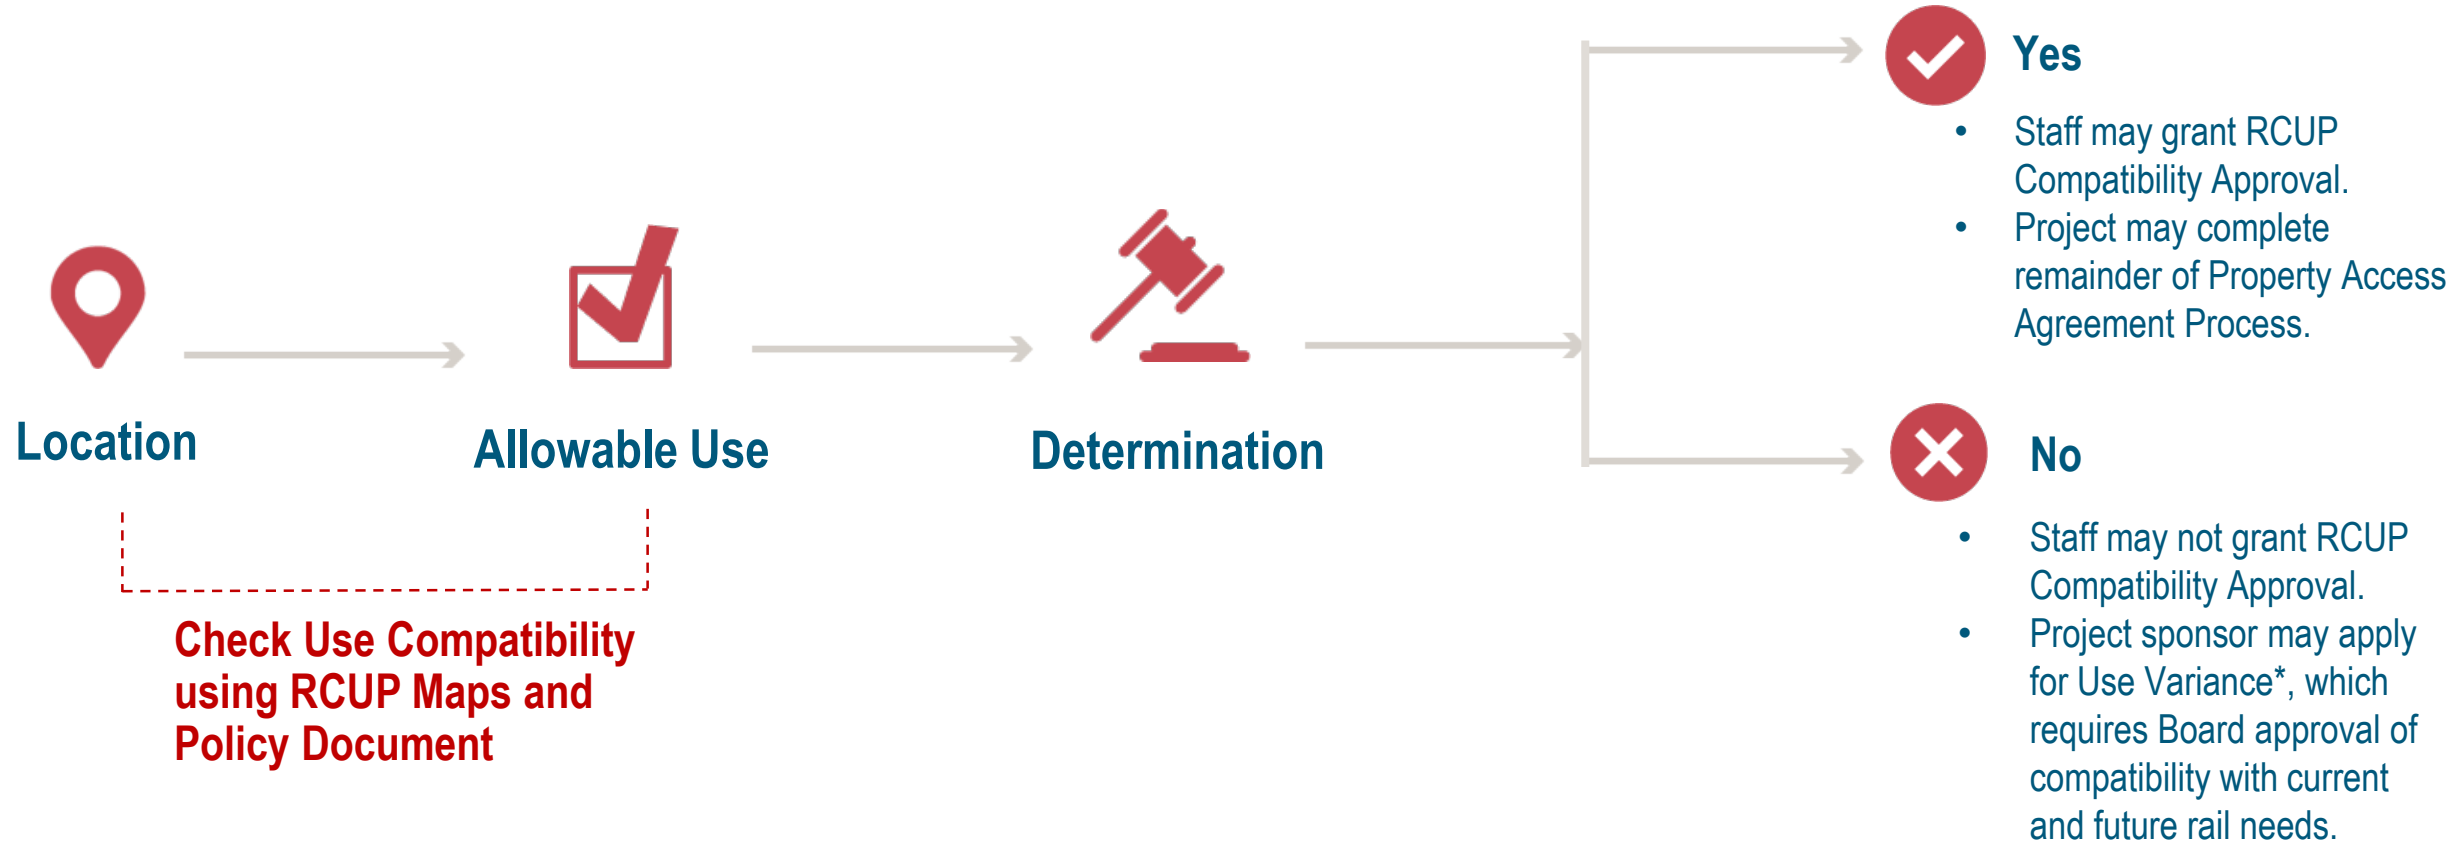 Location
Allowable Use
Determination
Check Use Compatibility
using RCUP Maps and
Policy Document
Yes
• Staff may grant RCUP
Compatibility Approval.
• Project may complete
remainder of Property Access
Agreement Process.
No
• Staff may not grant RCUP
Compatibility Approval.
• Project sponsor may apply
for Use Variance*, which
requires Board approval of
compatibility with current
and future rail needs.